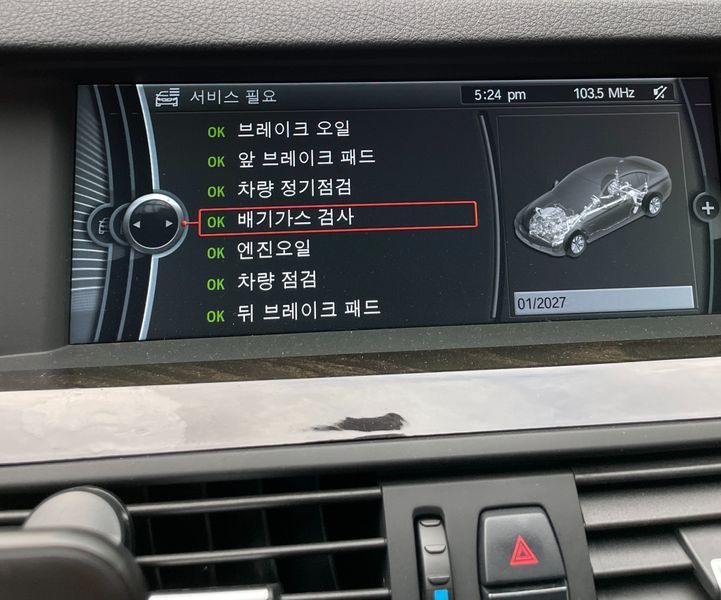 서비스 필요
5:24 pm
103.5 MHz
OK 브레이크 오일
OK 앞 브레이크 패드
OK 차량 정기점검
OK 배기가스 검사
OK 엔진오일
OK 차량 점검
OK 뒤 브레이크 패드
01/2027